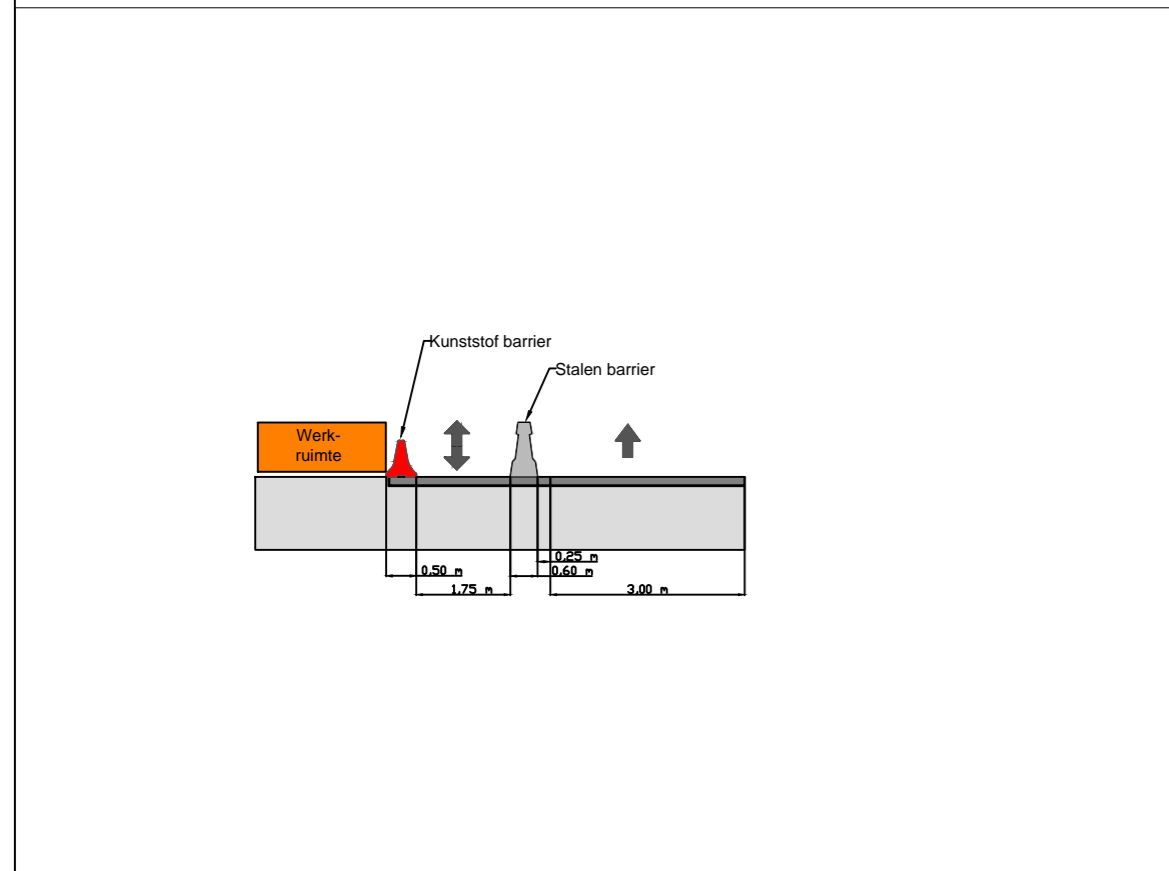 Kunststof barrier
Stalen barrier
Werk-
ruimte
0,25 m
0,50 m
0,60 m
1,75 m
3,00 m